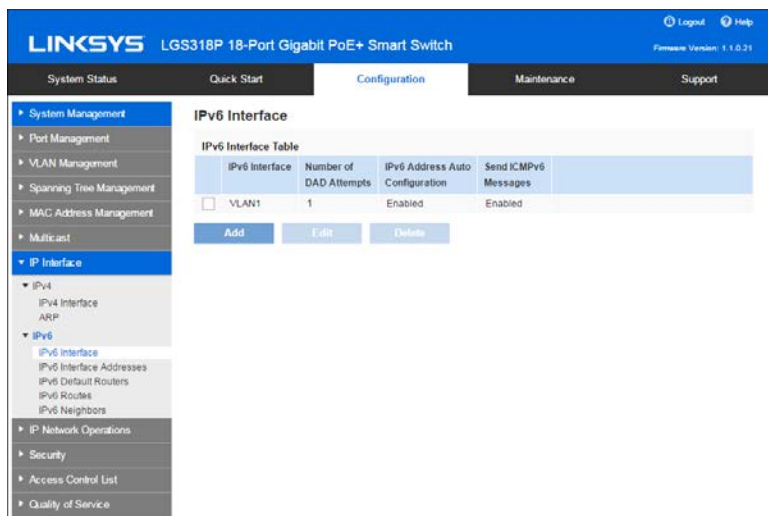 Logout Help
LINKSYS LGS318P 18-Port Gigabit PoE+ Smart Switch
Firmware Version: 1.1.0.21
System Status Quick Start Configuration Maintenance Support
System Management
Port Management
VLAN Management
Spanning Tree Management
MAC Address Management
Multicast
IP Interface
IPv4
IPv4 Interface
ARP
IPv6
IPv6 Interface
IPv6 Interface Addresses
IPv6 Default Routers
IPv6 Routes
IPv6 Neighbors
IP Network Operations
Security
Access Control List
Quality of Service
IPv6 Interface
IPv6 Interface Table
IPv6 Interface Number of DAD Attempts IPv6 Address Auto Configuration Send ICMPv6 Messages
VLAN1 1 Enabled Enabled
Add Edit Delete